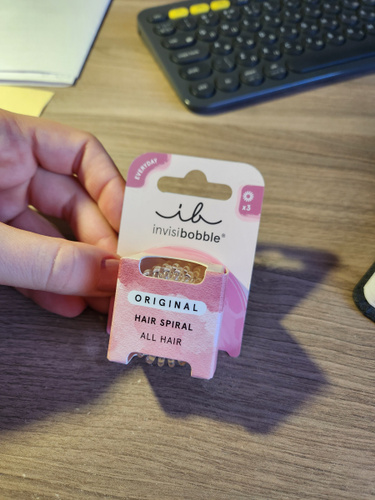 EVERYDAY
x3
ib
invisibobble®
ORIGINAL
HAIR SPIRAL
ALL HAIR